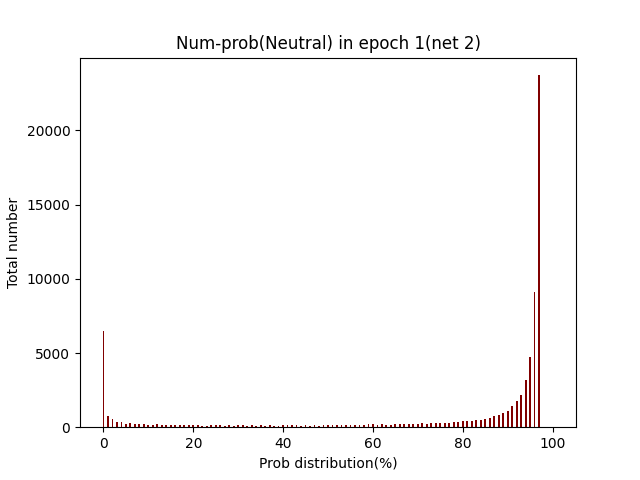 Num-prob(Neutral) in epoch 1(net 2)
Total number
20000
15000
10000
5000
0
0 20 40 60 80 100
Prob distribution(%)